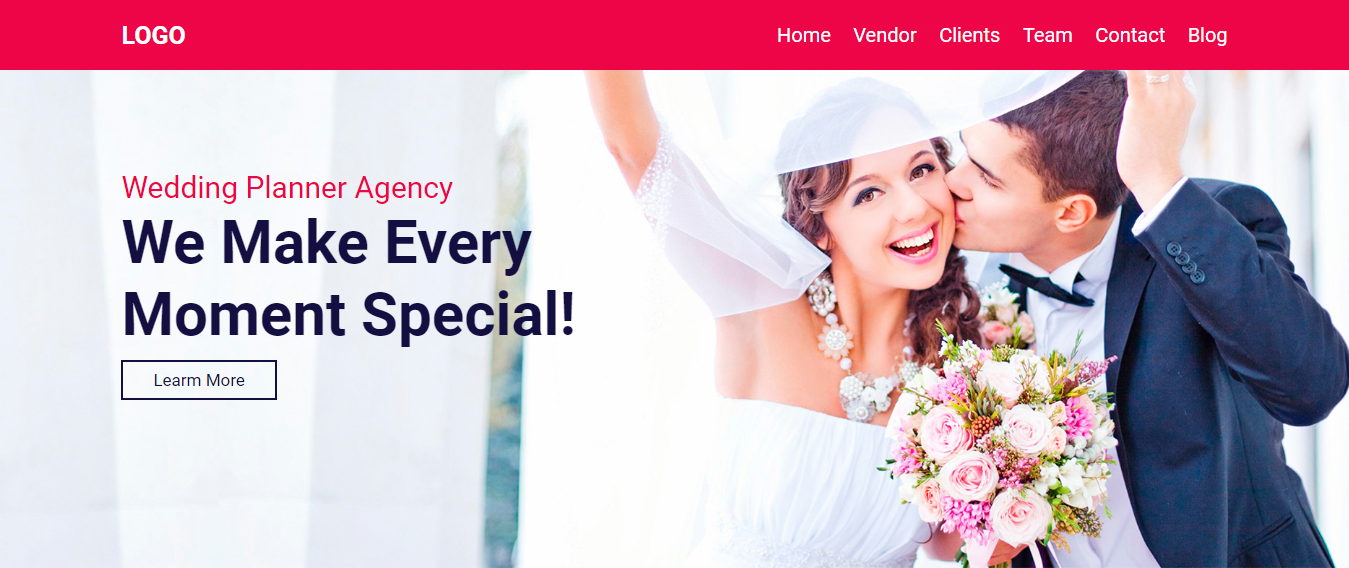 LOGO
Home Vendor Clients Team Contact Blog
Wedding Planner Agency
We Make Every
Moment Special!
Learm More